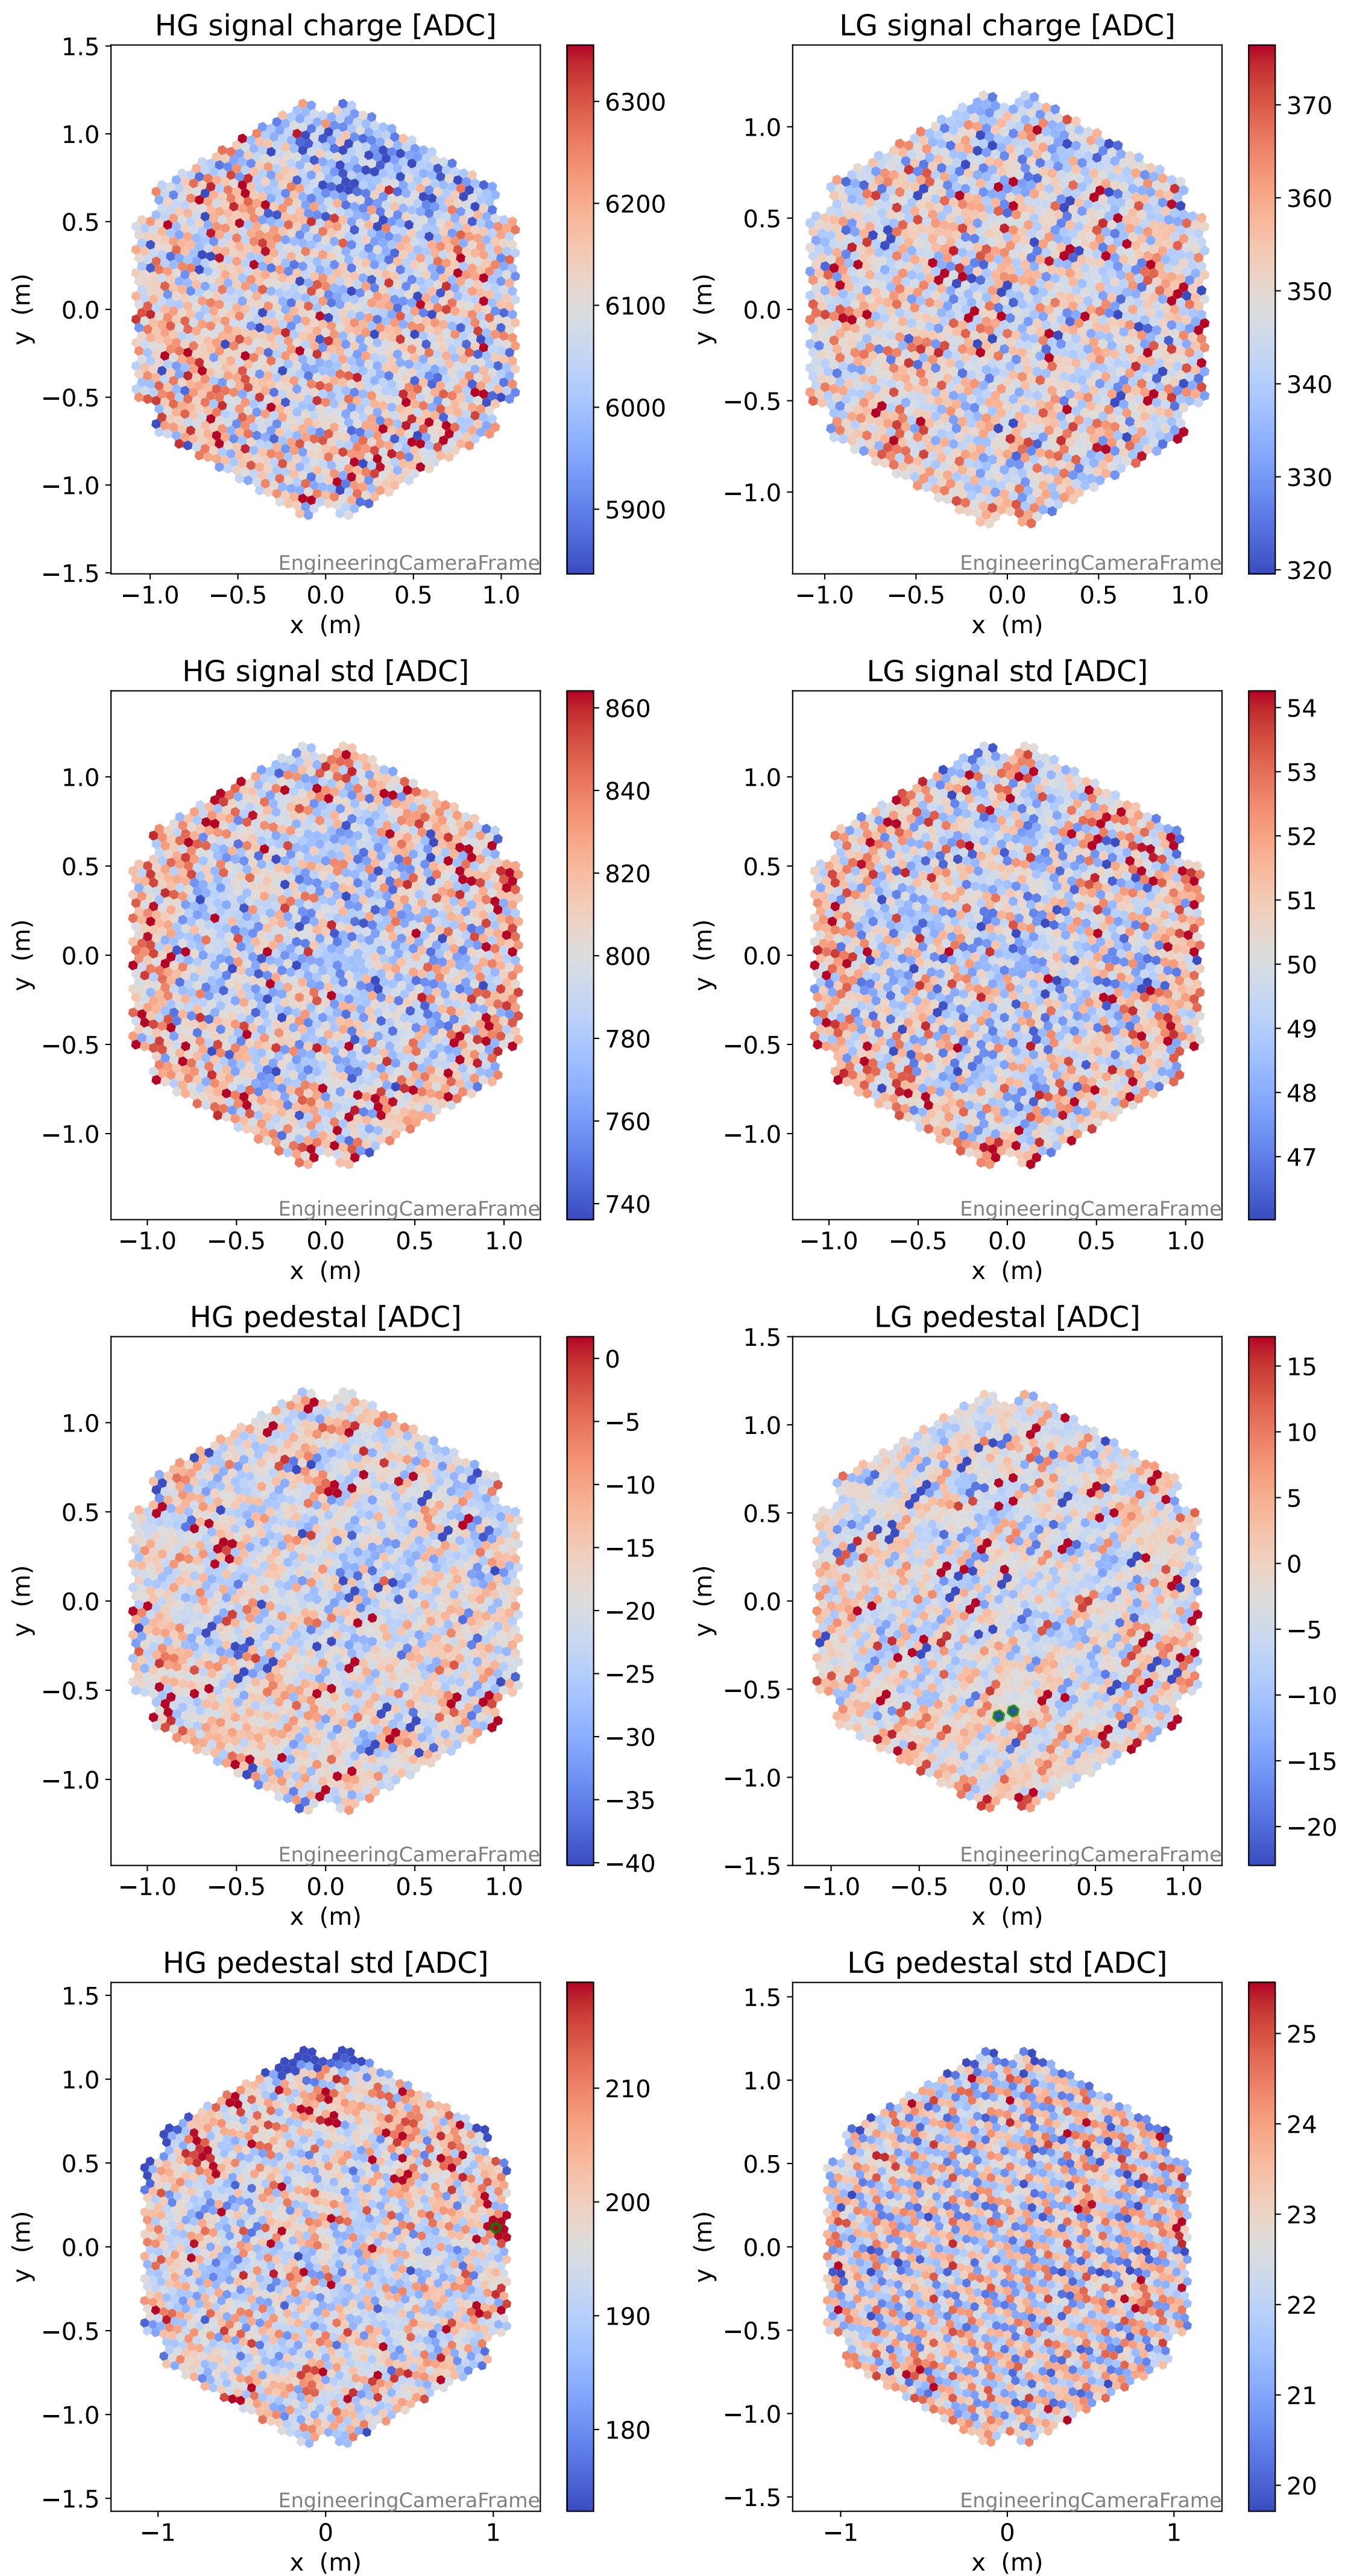 HG signal charge [ADC]
1.5
1.0
0.5
0.0
−0.5
−1.0
−1.5
y (m)
−1.0 −0.5 0.0 0.5 1.0
x (m)
EngineeringCameraFrame
6300
6200
6100
6000
5900
LG signal charge [ADC]
1.0
0.5
0.0
−0.5
−1.0
y (m)
−1.0 −0.5 0.0 0.5 1.0
x (m)
EngineeringCameraFrame
370
360
350
340
330
320
HG signal std [ADC]
1.0
0.5
0.0
−0.5
−1.0
y (m)
−1.0 −0.5 0.0 0.5 1.0
x (m)
EngineeringCameraFrame
860
840
820
800
780
760
740
LG signal std [ADC]
1.0
0.5
0.0
−0.5
−1.0
y (m)
−1.0 −0.5 0.0 0.5 1.0
x (m)
EngineeringCameraFrame
54
53
52
51
50
49
48
47
HG pedestal [ADC]
1.0
0.5
0.0
−0.5
−1.0
y (m)
−1.0 −0.5 0.0 0.5 1.0
x (m)
EngineeringCameraFrame
0
−5
−10
−15
−20
−25
−30
−35
−40
LG pedestal [ADC]
1.5
1.0
0.5
0.0
−0.5
−1.0
−1.5
y (m)
−1.0 −0.5 0.0 0.5 1.0
x (m)
EngineeringCameraFrame
15
10
5
0
−5
−10
−15
−20
HG pedestal std [ADC]
1.5
1.0
0.5
0.0
−0.5
−1.0
−1.5
y (m)
−1 0 1
x (m)
EngineeringCameraFrame
210
200
190
180
LG pedestal std [ADC]
1.5
1.0
0.5
0.0
−0.5
−1.0
−1.5
y (m)
−1 0 1
x (m)
EngineeringCameraFrame
25
24
23
22
21
20